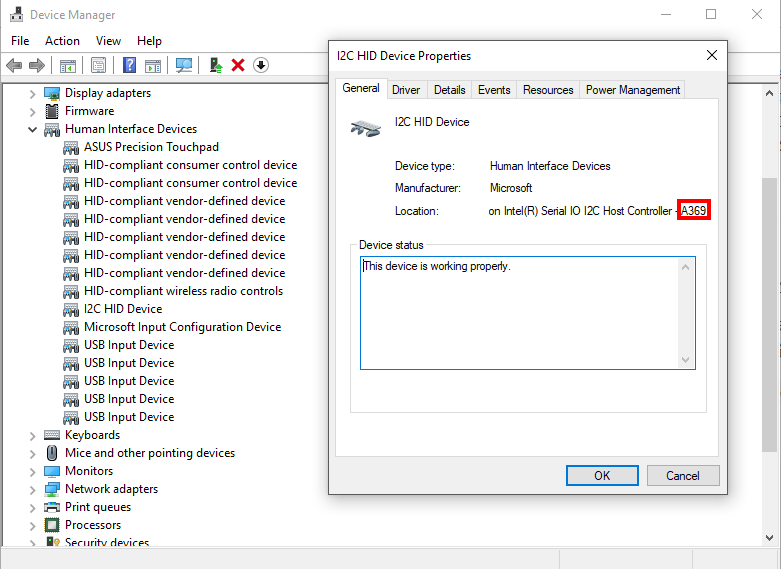 Device Manager
File Action View Help
Display adapters
Firmware
Human Interface Devices
ASUS Precision Touchpad
HID-compliant consumer control device
HID-compliant consumer control device
HID-compliant vendor-defined device
HID-compliant vendor-defined device
HID-compliant vendor-defined device
HID-compliant vendor-defined device
HID-compliant vendor-defined device
HID-compliant wireless radio controls
I2C HID Device
Microsoft Input Configuration Device
USB Input Device
USB Input Device
USB Input Device
USB Input Device
USB Input Device
Keyboards
Mice and other pointing devices
Monitors
Network adapters
Print queues
Processors
Security devices
I2C HID Device Properties
General Driver Details Events Resources Power Management
I2C HID Device
Device type: Human Interface Devices
Manufacturer: Microsoft
Location: on Intel(R) Serial IO I2C Host Controller - A369
Device status
This device is working properly.
OK Cancel